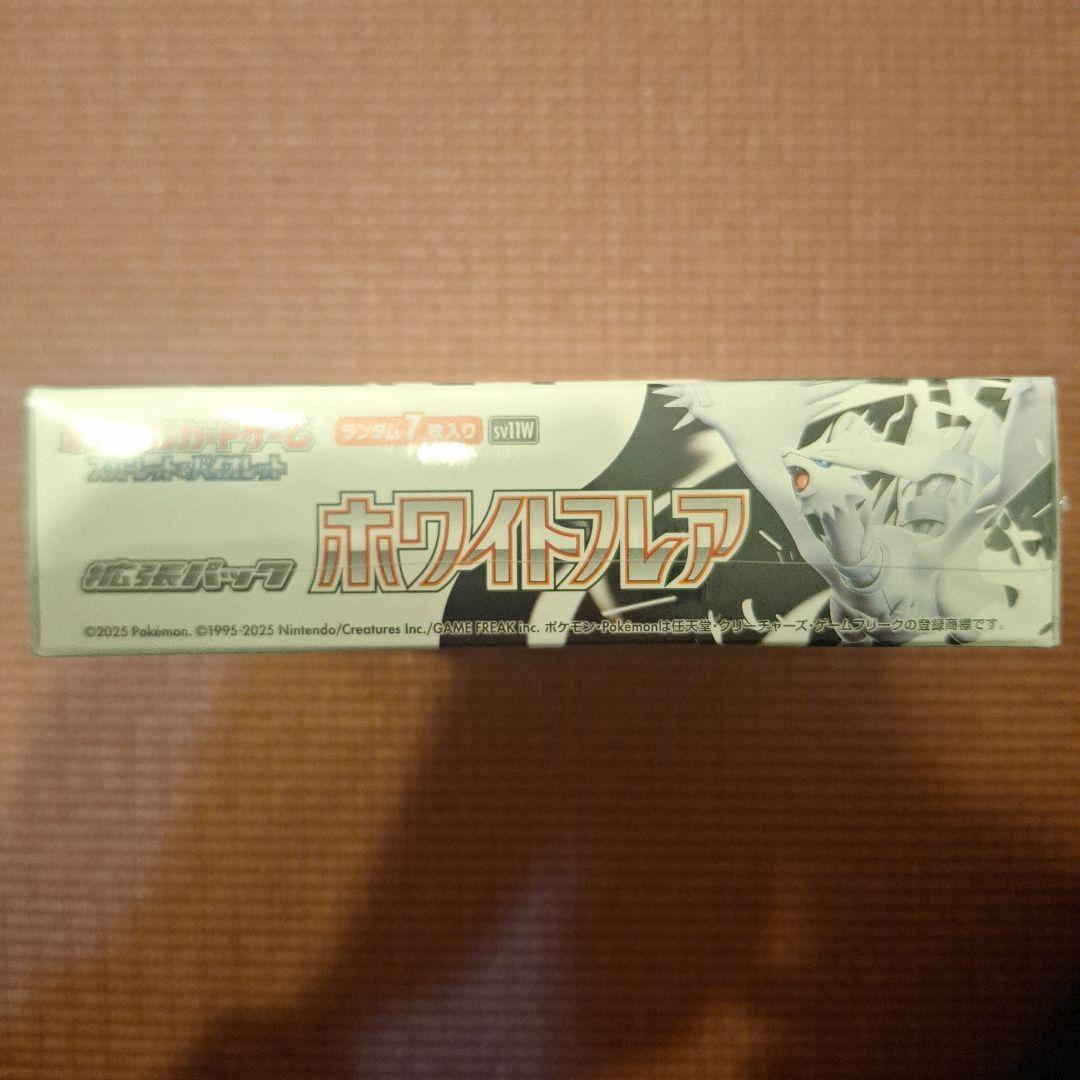 ポケモンカードゲーム
スカーレット&バイオレット
ランダム7枚入り
SV11W
拡張パック
ホワイトフレア
©2025 Pokémon. ©1995-2025 Nintendo/Creatures Inc./GAME FREAK inc. ポケモン・Pokémonは任天堂・クリーチャーズ・ゲームフリークの登録商標です。